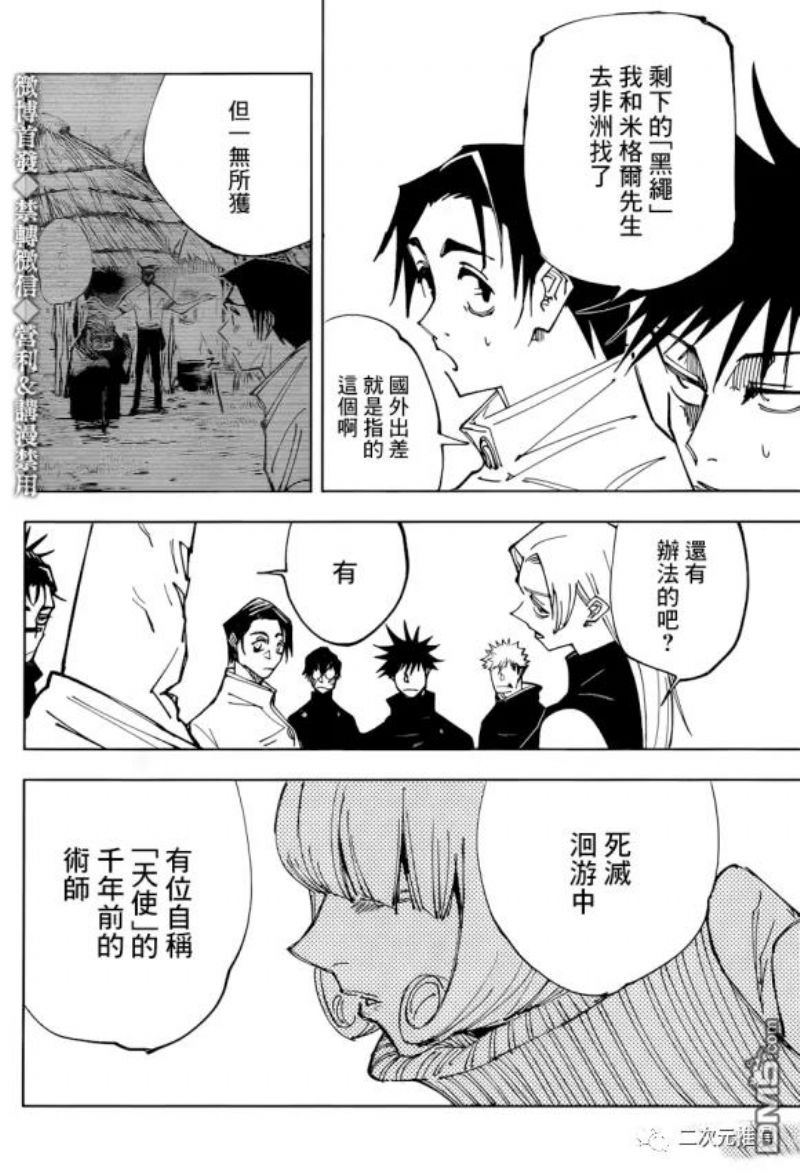 剩下的「黑繩」
我和米格爾先生
去非洲找了
國外出差
就是指的
這個啊
但一無所獲
微博首發◆禁轉微信◆營利&講漫禁用
還有
辦法的吧?
有
死滅
洄游中
有位自稱
「天使」的
千年前的
術師
DM5.com
二次元推